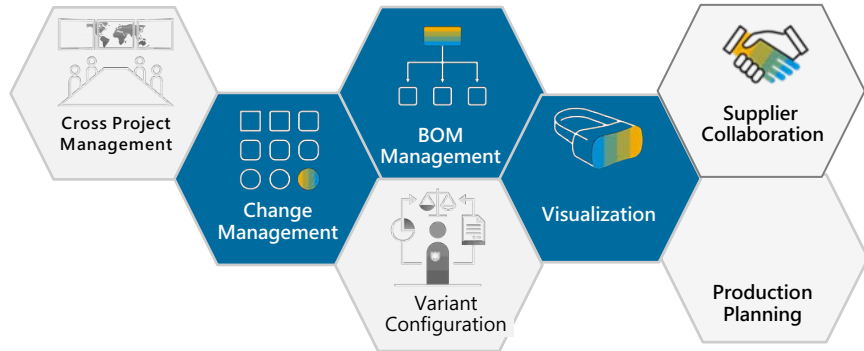 Cross Project
Management
Change
Management
BOM
Management
Variant
Configuration
Visualization
Supplier
Collaboration
Production
Planning